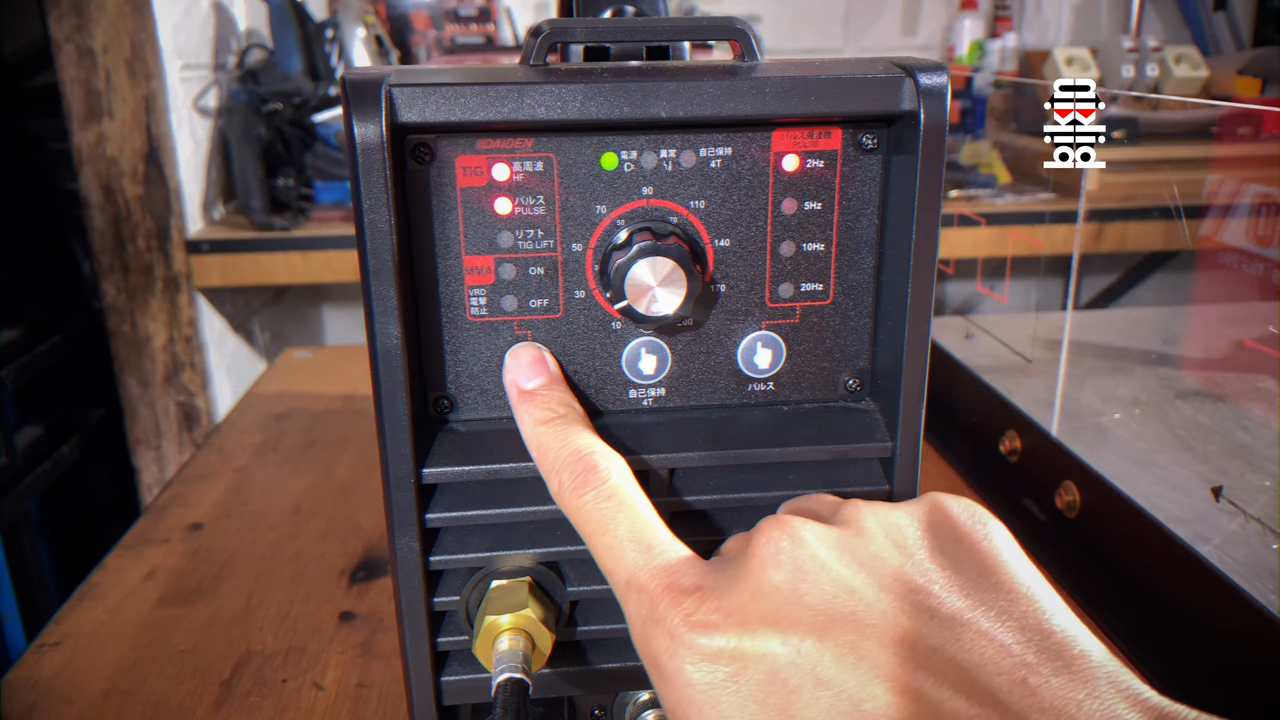 DAIDEN
TIG
高周波
HF
パルス
PULSE
リフト
TIG LIFT
MMA
ON
VRD
電撃
防止
OFF
電源
異常
自己保持
4T
90
70
110
50
70
50
140
30
170
10
200
パルス周波数
PULSE
2Hz
5Hz
10Hz
20Hz
自己保持
4T
パルス
pikin